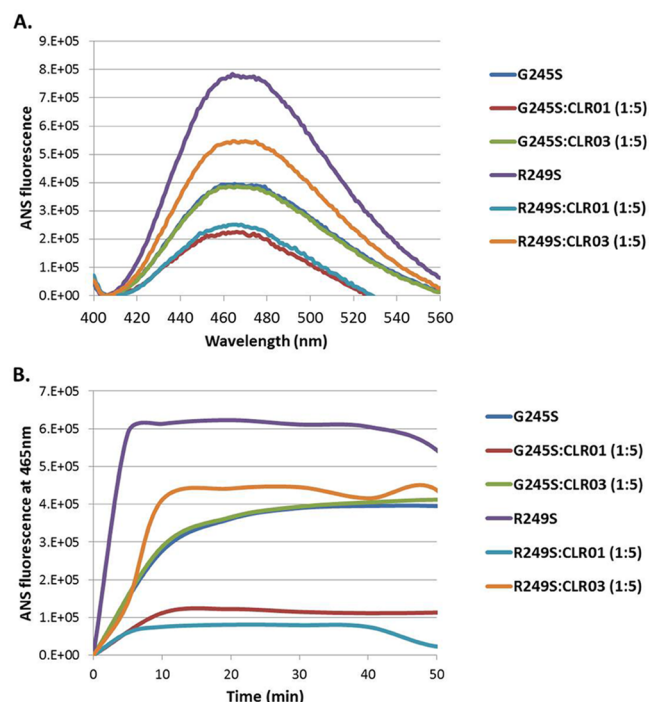 A.
ANS fluorescence
9.E+05
8.E+05
7.E+05
6.E+05
5.E+05
4.E+05
3.E+05
2.E+05
1.E+05
0.E+00
400 420 440 460 480 500 520 540 560
Wavelength (nm)
G245S
G245S:CLR01 (1:5)
G245S:CLR03 (1:5)
R249S
R249S:CLR01 (1:5)
R249S:CLR03 (1:5)
B.
ANS fluorescence at 465nm
7.E+05
6.E+05
5.E+05
4.E+05
3.E+05
2.E+05
1.E+05
0.E+00
0 10 20 30 40 50
Time (min)
G245S
G245S:CLR01 (1:5)
G245S:CLR03 (1:5)
R249S
R249S:CLR01 (1:5)
R249S:CLR03 (1:5)